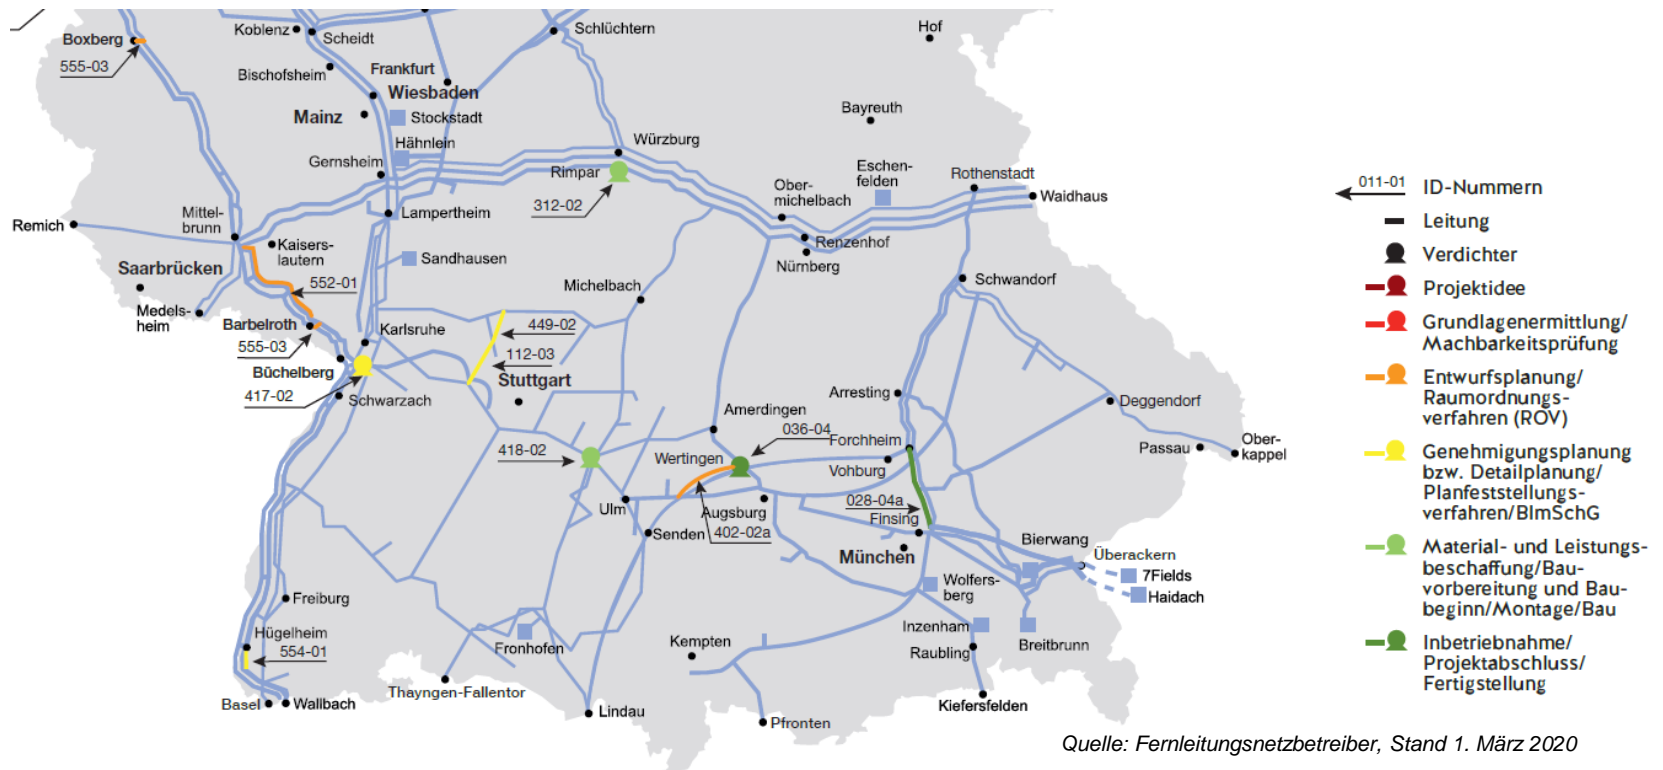 Koblenz
Scheidt
Schlüchtern
Hof
Boxberg
555-03
Bischofsheim
Frankfurt
Wiesbaden
Mainz
Stockstadt
Bayreuth
Hähnlein
Gernsheim
Würzburg
Rimpar
312-02
Eschen-
felden
Rothenstadt
Waidhaus
Ober-
michelbach
Remich
Mittel-
brunn
Lampertheim
Renzenhof
Nürnberg
Kaisers-
lautern
Sandhausen
Saarbrücken
552-01
Michelbach
Schwandorf
Medels-
heim
Barbelroth
Karlsruhe
449-02
555-03
112-03
Büchelberg
Stuttgart
417-02
Schwarzach
Arresting
Deggendorf
Amerdingen
036-04
Forchheim
Passau
Ober-
kappel
418-02
Wertingen
Vohburg
Ulm
Augsburg
028-04a
Finsing
Senden
402-02a
München
Bierwang
Überackern
7Fields
Haidach
Wolfers-
berg
Freiburg
Hügelheim
554-01
Fronhofen
Kempten
Inzenham
Raubling
Breitbrunn
Basel
Wallbach
Thayngen-Fallentor
Lindau
Pfronten
Kiefersfelden
011-01
ID-Nummern
Leitung
Verdichter
Projektidee
Grundlagenermittlung/
Machbarkeitsprüfung
Entwurfsplanung/
Raumordnungs-
verfahren (ROV)
Genehmigungsplanung
bzw. Detailplanung/
Planfeststellungs-
verfahren/BImSchG
Material- und Leistungs-
beschaffung/Bau-
vorbereitung und Bau-
beginn/Montage/Bau
Inbetriebnahme/
Projektabschluss/
Fertigstellung
Quelle: Fernleitungsnetzbetreiber, Stand 1. März 2020